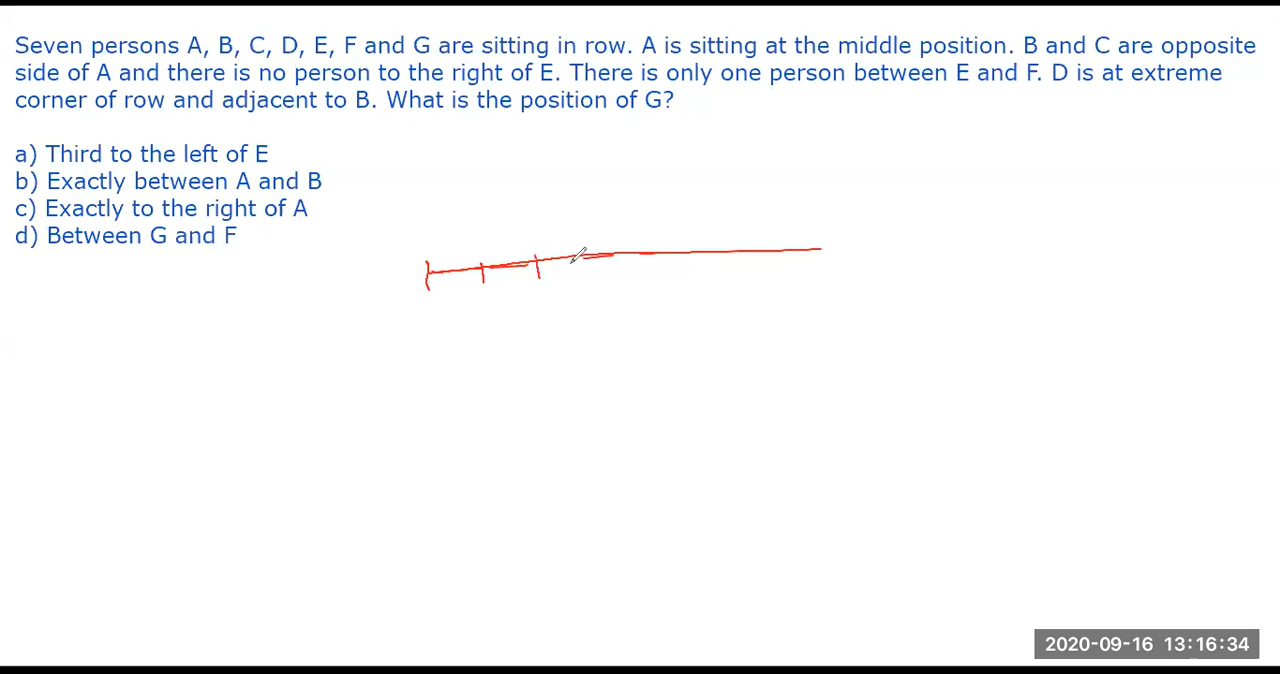 Seven persons A, B, C, D, E, F and G are sitting in row. A is sitting at the middle position. B and C are opposite
side of A and there is no person to the right of E. There is only one person between E and F. D is at extreme
corner of row and adjacent to B. What is the position of G?
a) Third to the left of E
b) Exactly between A and B
c) Exactly to the right of A
d) Between G and F
2020-09-16 13:16:34